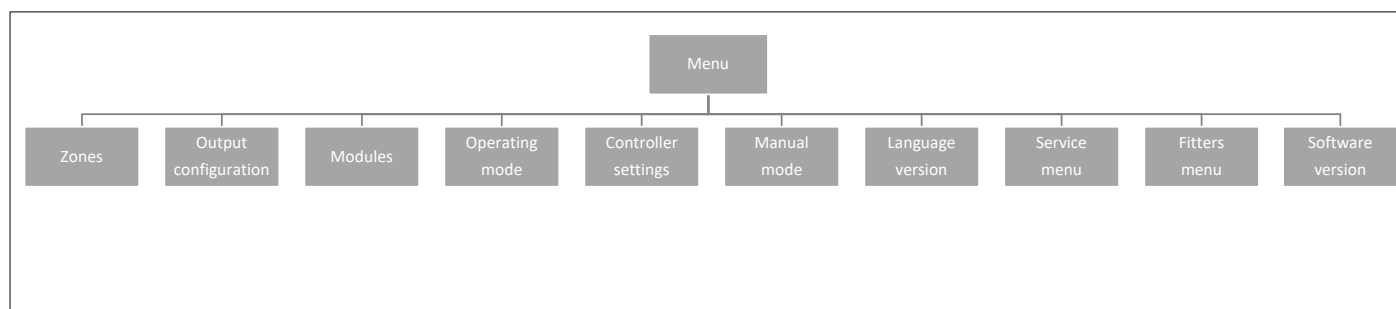 Menu
Zones
Output
configuration
Modules
Operating
mode
Controller
settings
Manual
mode
Language
version
Service
menu
Fitters
menu
Software
version